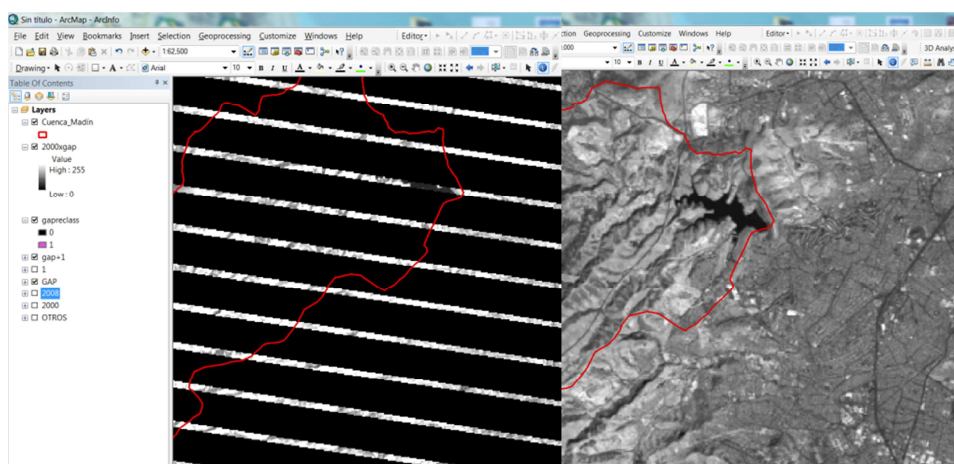 Sin título - ArcMap - ArcInfo
File Edit View Bookmarks Insert Selection Geoprocessing Customize Windows Help
Editor
1:62,500
Drawing
Arial
10
B I U A
Table Of Contents
Layers
Cuenca_Madín
2000xgap
Value
High : 255
Low : 0
gapreclass
0
1
gap+1
1
GAP
2008
2000
OTROS
ction Geoprocessing Customize Windows Help
Editor
,000
3D Analys
10 B I U A